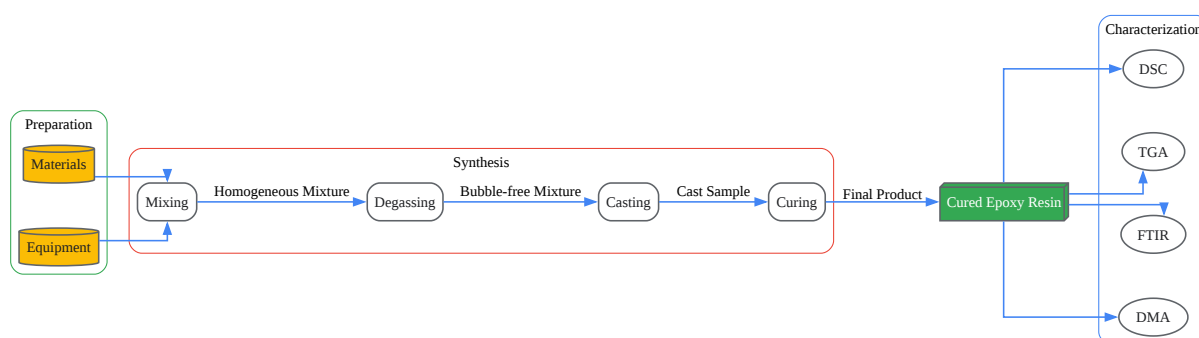 Preparation
Materials
Equipment
Synthesis
Mixing
Homogeneous Mixture
Degassing
Bubble-free Mixture
Casting
Cast Sample
Curing
Final Product
Cured Epoxy Resin
Characterization
DSC
TGA
FTIR
DMA